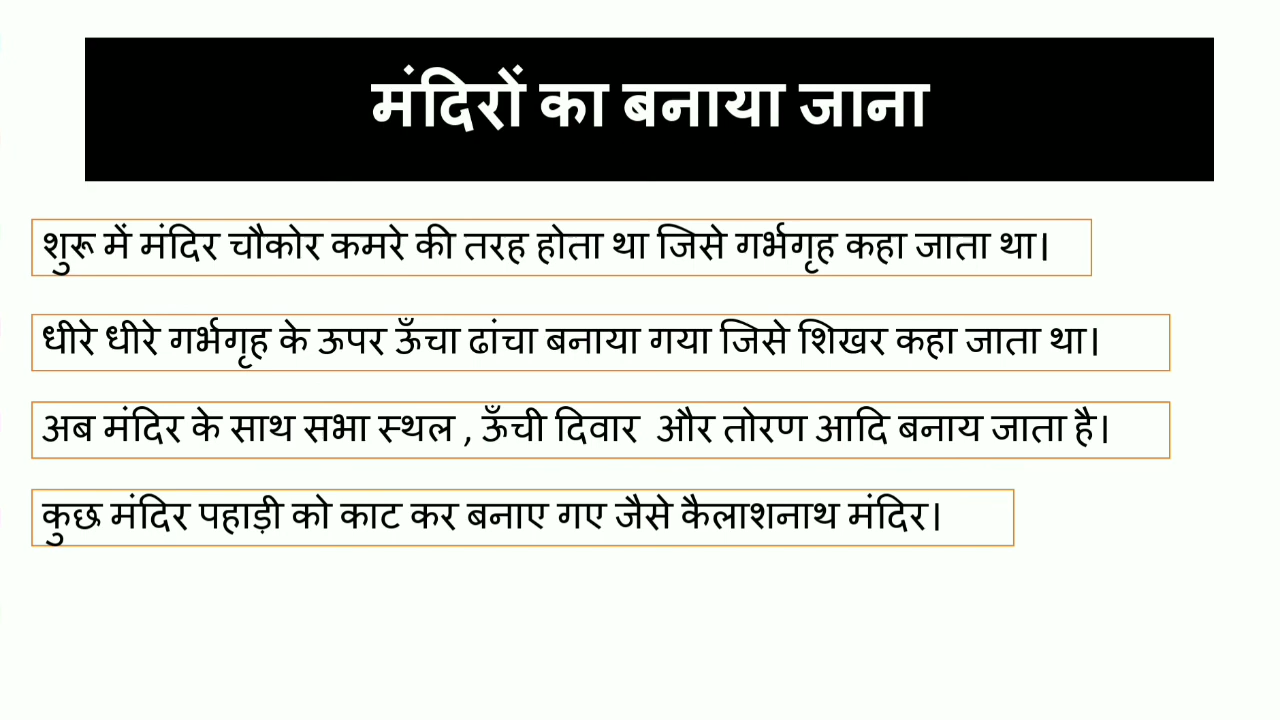 मंदिरों का बनाया जाना
शुरू में मंदिर चौकोर कमरे की तरह होता था जिसे गर्भगृह कहा जाता था।
धीरे धीरे गर्भगृह के ऊपर ऊँचा ढांचा बनाया गया जिसे शिखर कहा जाता था।
अब मंदिर के साथ सभा स्थल , ऊँची दिवार और तोरण आदि बनाय जाता है।
कुछ मंदिर पहाड़ी को काट कर बनाए गए जैसे कैलाशनाथ मंदिर।